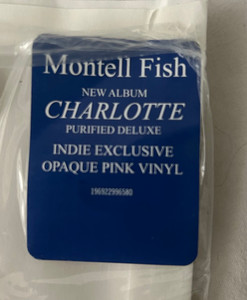 Montell Fish
NEW ALBUM
CHARLOTTE
PURIFIED DELUXE
INDIE EXCLUSIVE
OPAQUE PINK VINYL
196922996580